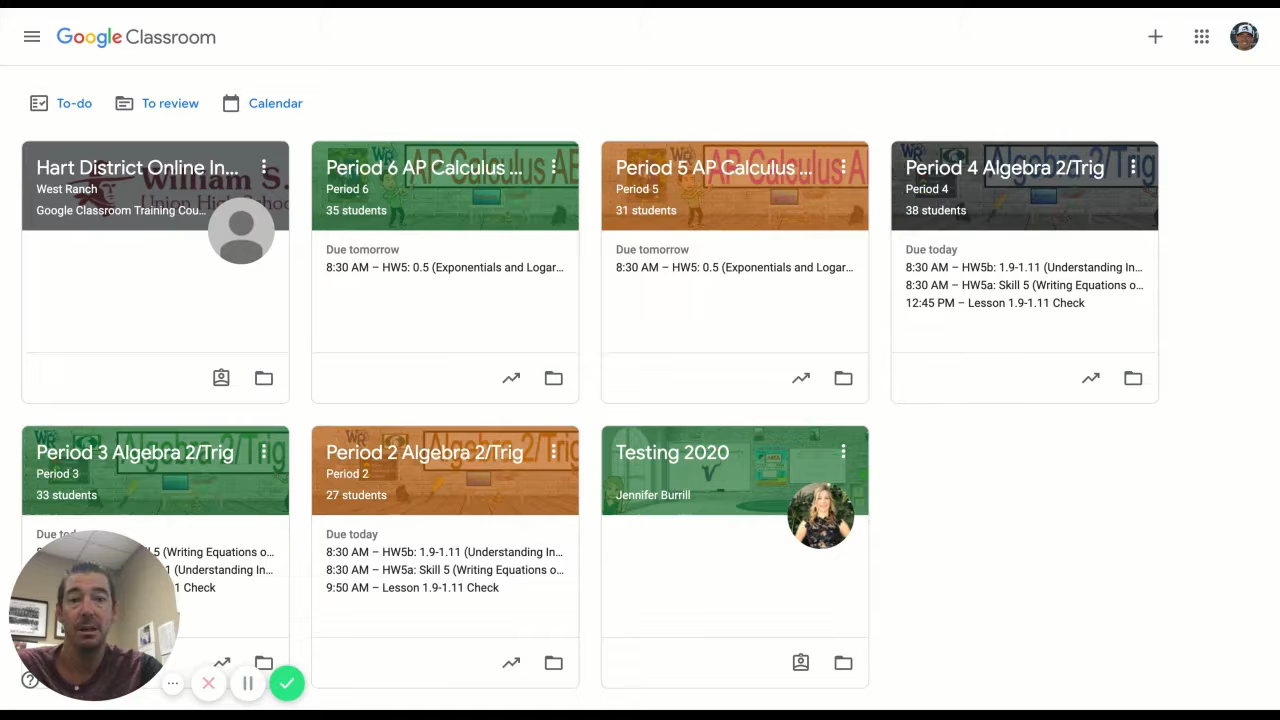 Google Classroom
To-do
To review
Calendar
Hart District Online In...
West Ranch
Google Classroom Training Cou...
Period 6 AP Calculus ...
Period 6
35 students
Due tomorrow
8:30 AM – HW5: 0.5 (Exponentials and Logar...
Period 5 AP Calculus ...
Period 5
31 students
Due tomorrow
8:30 AM – HW5: 0.5 (Exponentials and Logar...
Period 4 Algebra 2/Trig
Period 4
38 students
Due today
8:30 AM – HW5b: 1.9-1.11 (Understanding In...
8:30 AM – HW5a: Skill 5 (Writing Equations o...
12:45 PM – Lesson 1.9-1.11 Check
Period 3 Algebra 2/Trig
Period 3
33 students
Due
5 (Writing Equations o...
(Understanding In...
Check
Period 2 Algebra 2/Trig
Period 2
27 students
Due today
8:30 AM – HW5b: 1.9-1.11 (Understanding In...
8:30 AM – HW5a: Skill 5 (Writing Equations o...
9:50 AM – Lesson 1.9-1.11 Check
Testing 2020
Jennifer Burrill